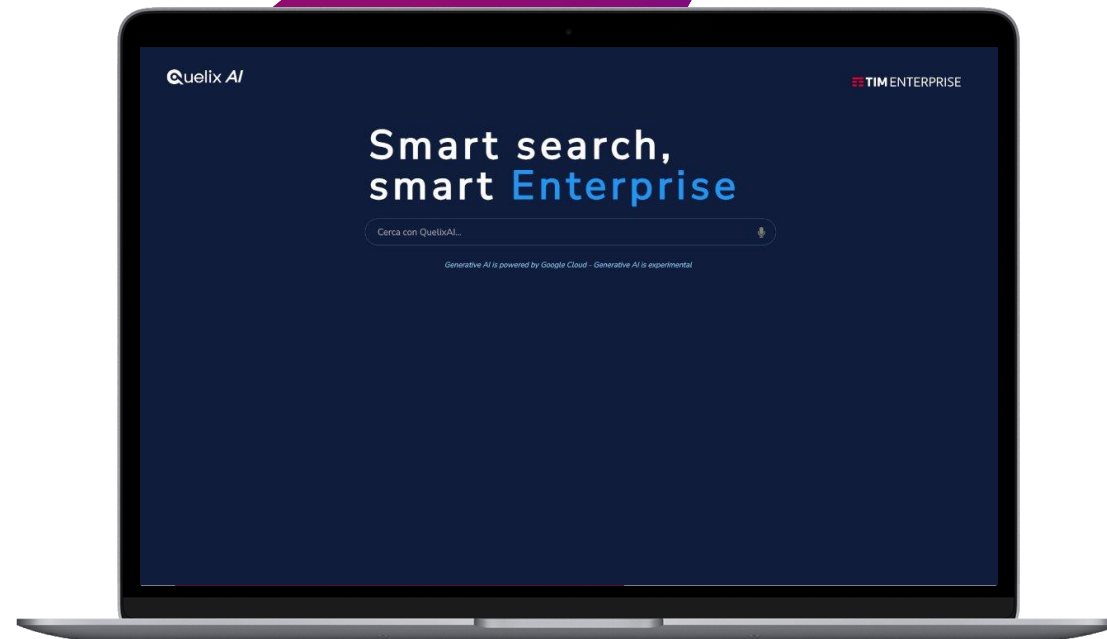 Quelix AI
TIM ENTERPRISE
Smart search,
smart Enterprise
Cerca con QuelixAI...
Generative AI is powered by Google Cloud - Generative AI is experimental